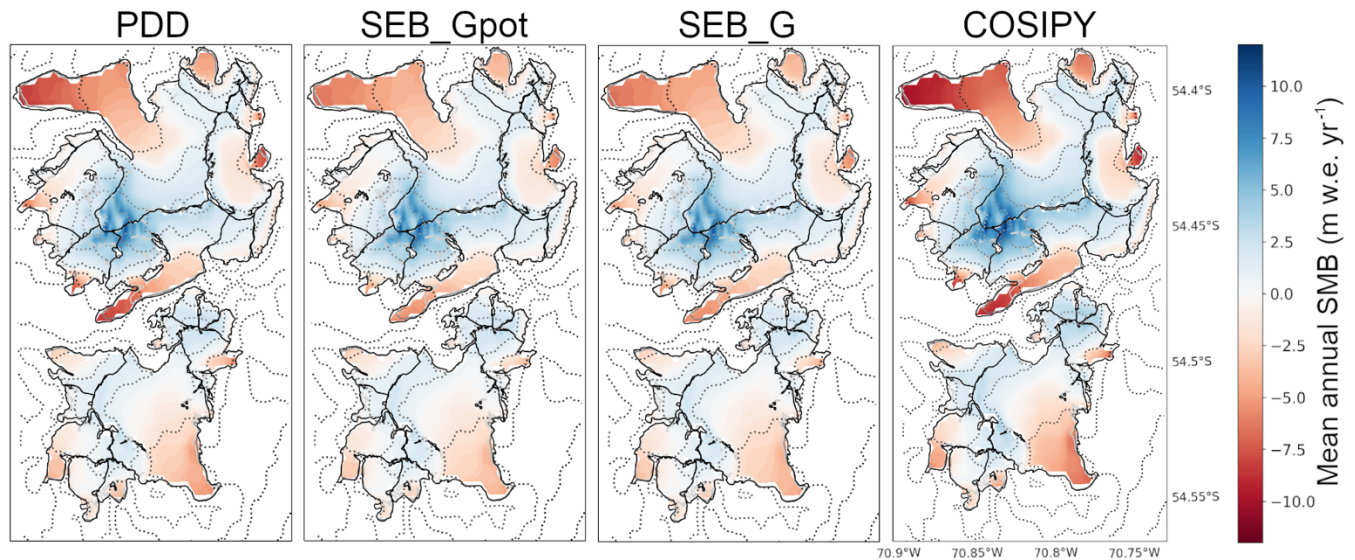 PDD SEB_Gpot SEB_G COSIPY
54.4°S
54.45°S
54.5°S
54.55°S
70.9°W 70.85°W 70.8°W 70.75°W
10.0
7.5
5.0
2.5
0.0
−2.5
−5.0
−7.5
−10.0
Mean annual SMB (m w.e. yr⁻¹)